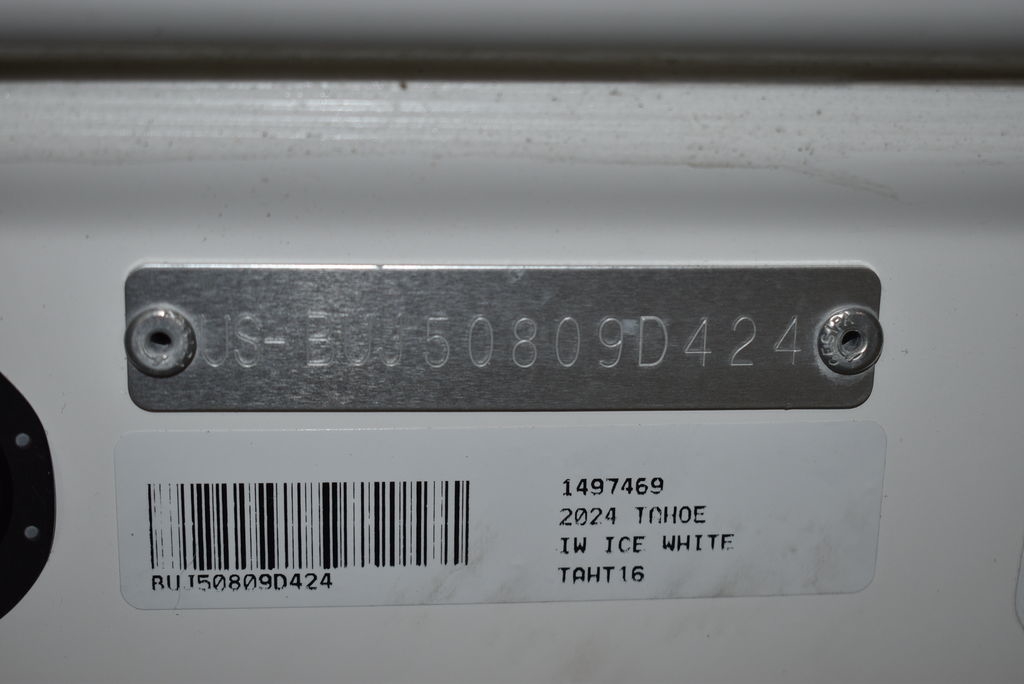 US-BUJ50809D424
1497469
2024 TAHOE
IW ICE WHITE
TAHT16
BUJ50809D424